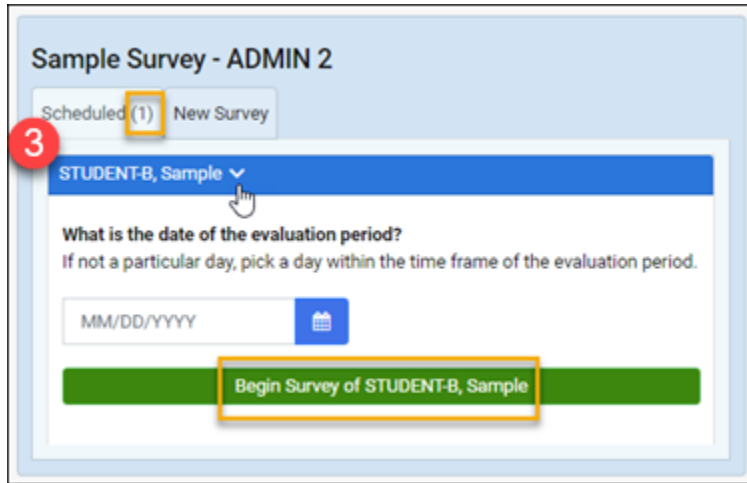 Sample Survey - ADMIN 2
Scheduled (1) New Survey
3
STUDENT-B, Sample
What is the date of the evaluation period?
If not a particular day, pick a day within the time frame of the evaluation period.
MM/DD/YYYY
Begin Survey of STUDENT-B, Sample